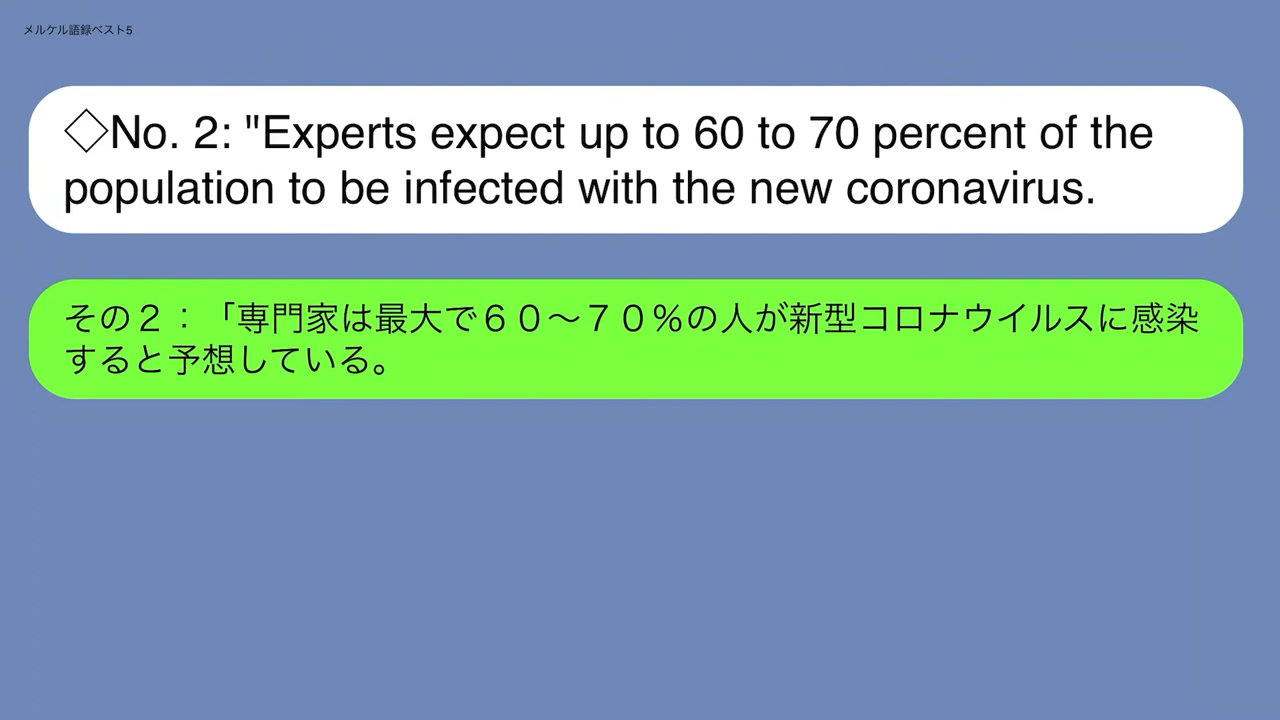 メルケル語録ベスト5
◇No. 2: "Experts expect up to 60 to 70 percent of the
population to be infected with the new coronavirus.
その２：「専門家は最大で６０〜７０％の人が新型コロナウイルスに感染
すると予想している。